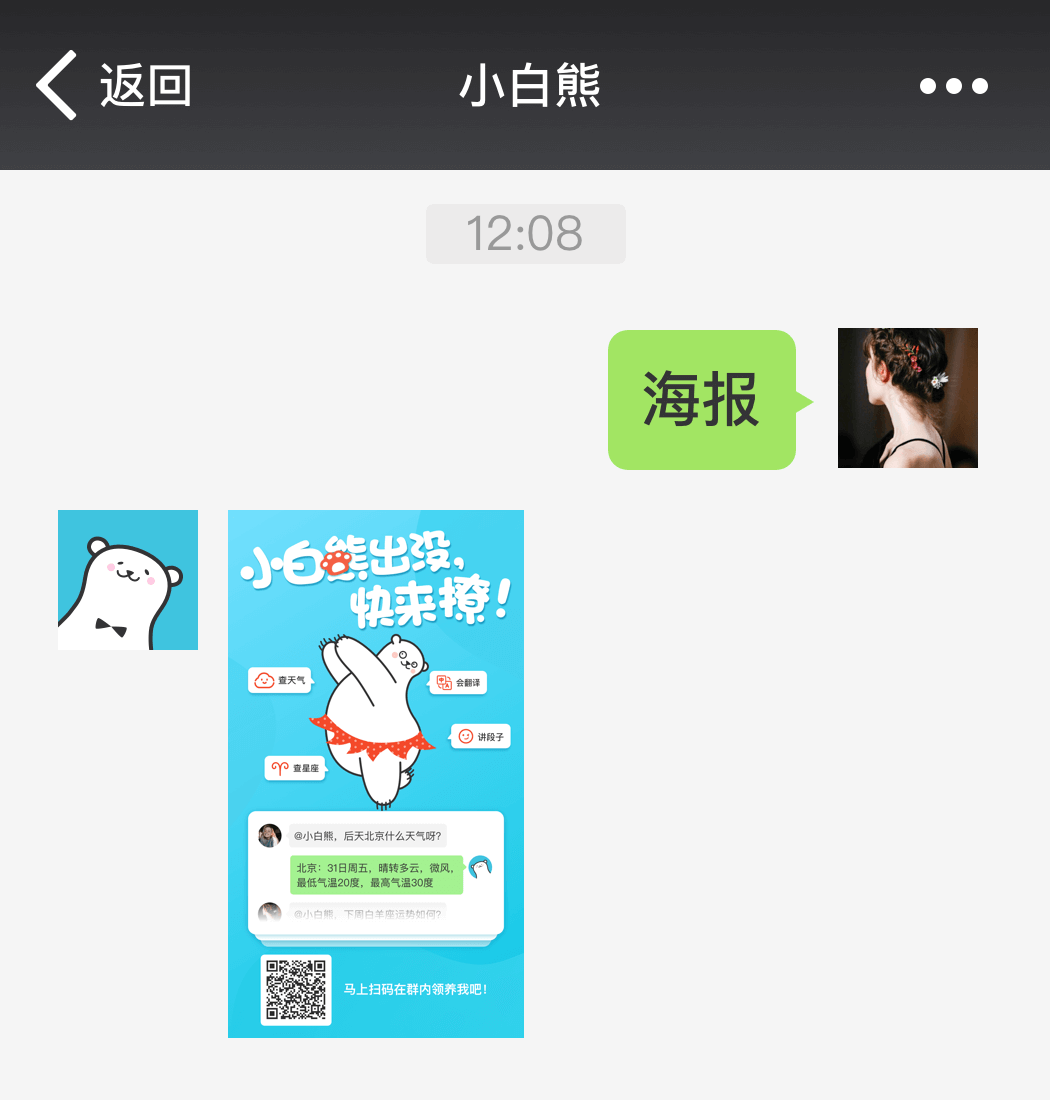 返回
小白熊
12:08
海报
小白熊出没,
快来撩!
查天气
会翻译
讲段子
查星座
@小白熊，后天北京什么天气呀?
北京：31日周五，晴转多云，微风，
最低气温20度，最高气温30度
@小白熊，下周白羊座运势如何?
马上扫码在群内领养我吧！